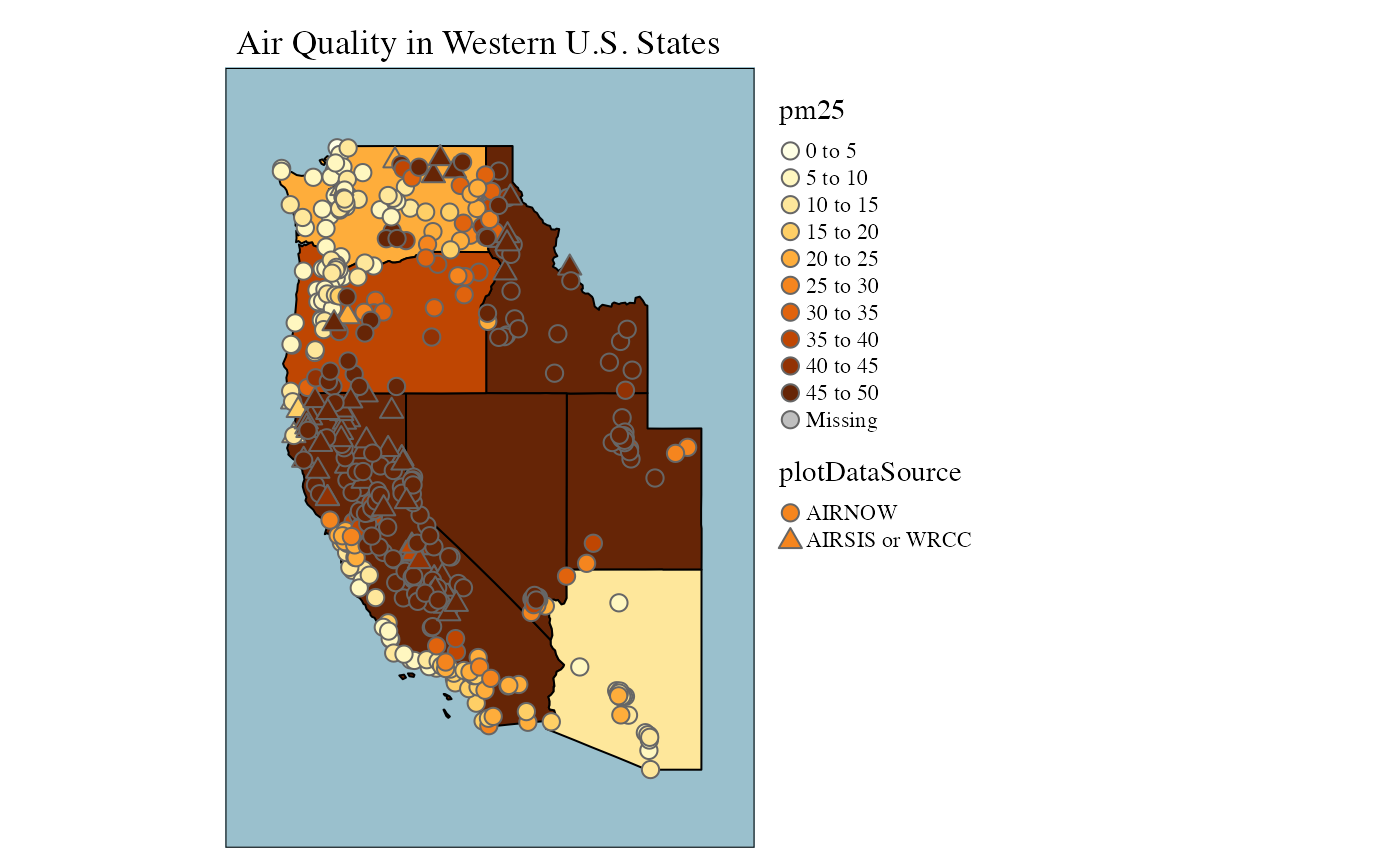 Air Quality in Western U.S. States
pm25
0 to 5
5 to 10
10 to 15
15 to 20
20 to 25
25 to 30
30 to 35
35 to 40
40 to 45
45 to 50
Missing
plotDataSource
AIRNOW
AIRSIS or WRCC